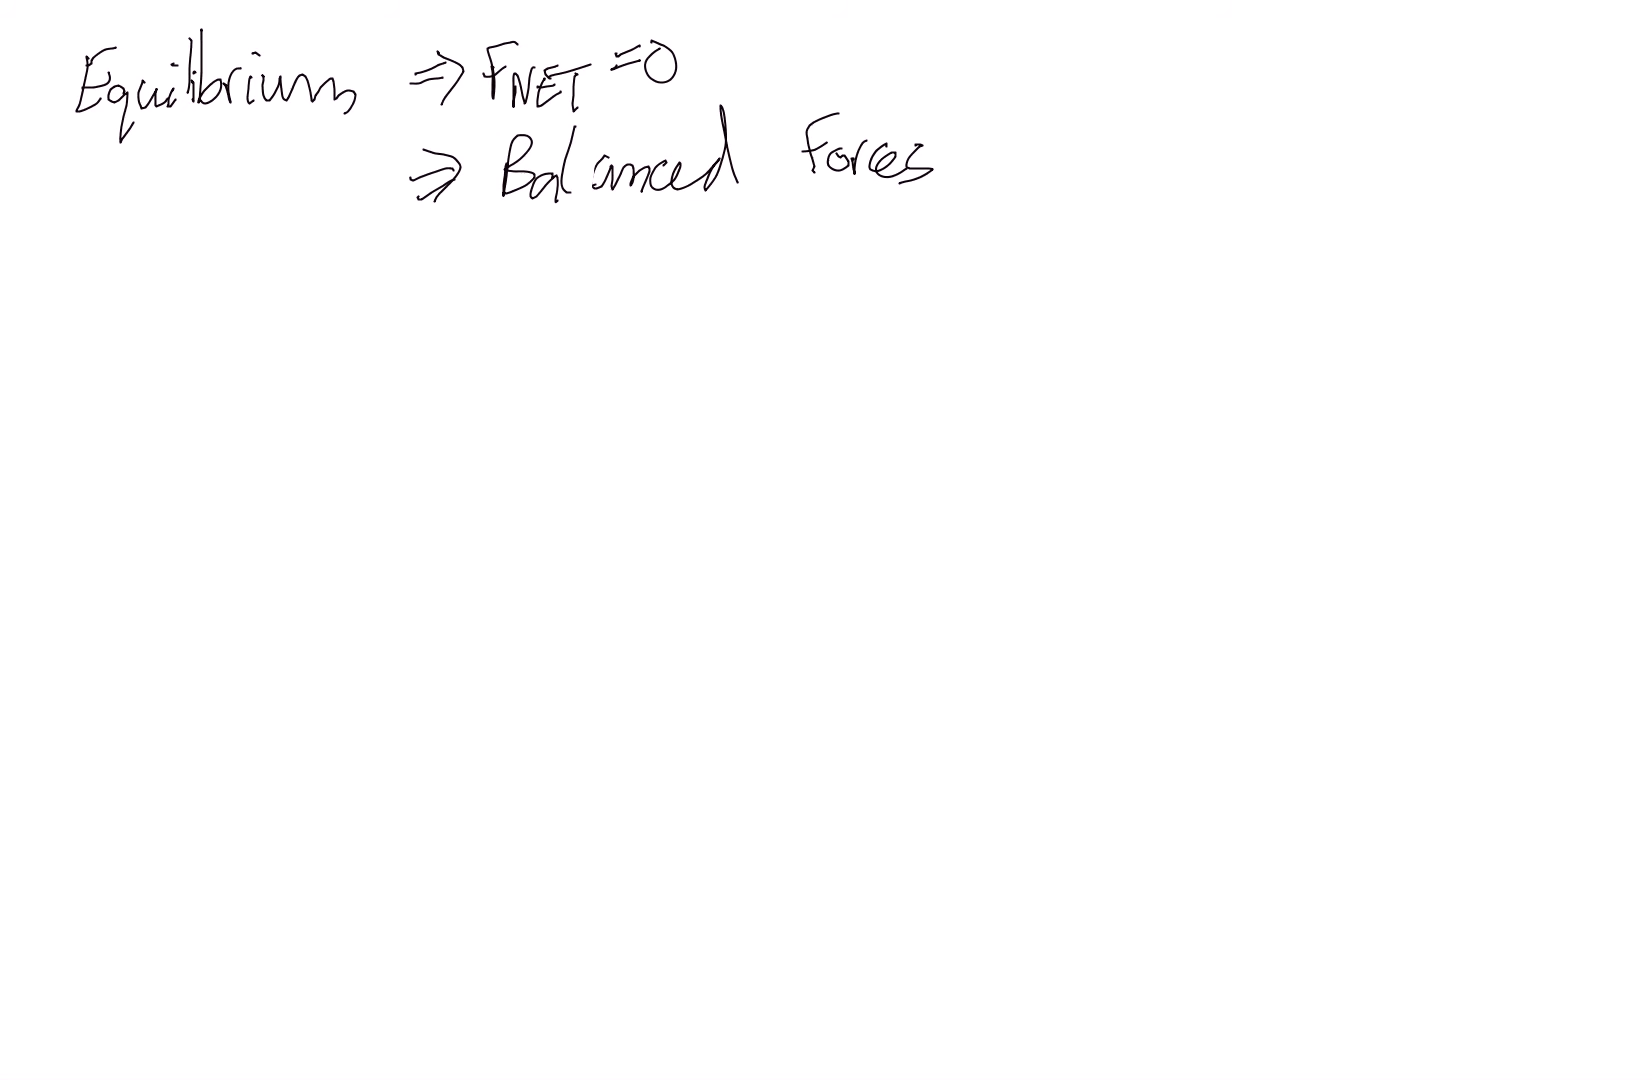 Equilibrium ⇒ FNET = 0
⇒ Balanced Forces